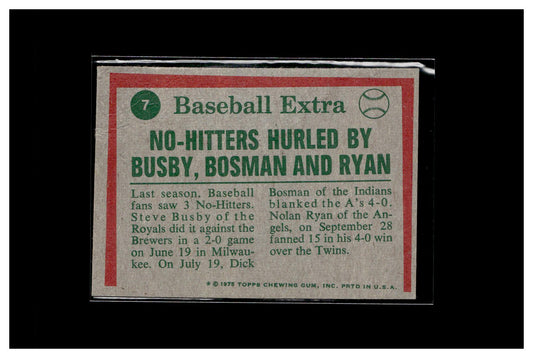 7 Baseball Extra
NO-HITTERS HURLED BY
BUSBY, BOSMAN AND RYAN
Last season, Baseball
fans saw 3 No-Hitters.
Steve Busby of the
Royals did it against the
Brewers in a 2-0 game
on June 19 in Milwau-
kee. On July 19, Dick
Bosman of the Indians
blanked the A's 4-0.
Nolan Ryan of the An-
gels, on September 28
fanned 15 in his 4-0 win
over the Twins.
* © 1975 TOPPS CHEWING GUM, INC. PRTD IN U.S.A.